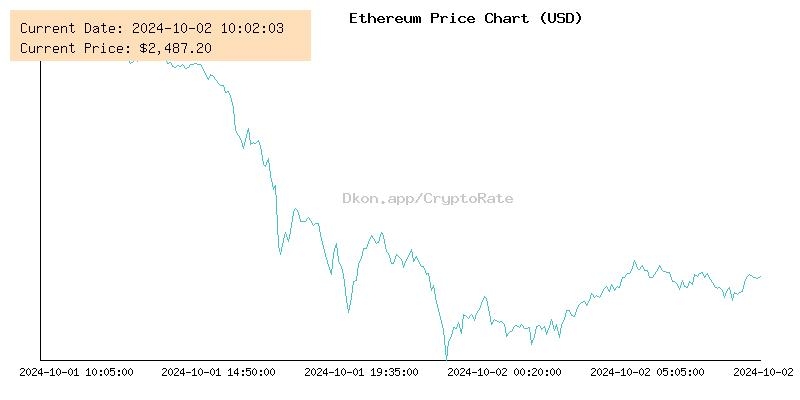 Ethereum Price Chart (USD)
Current Date: 2024-10-02 10:02:03
Current Price: $2,487.20
Dkon.app/CryptoRate
2024-10-01 10:05:00 2024-10-01 14:50:00 2024-10-01 19:35:00 2024-10-02 00:20:00 2024-10-02 05:05:00 2024-10-02